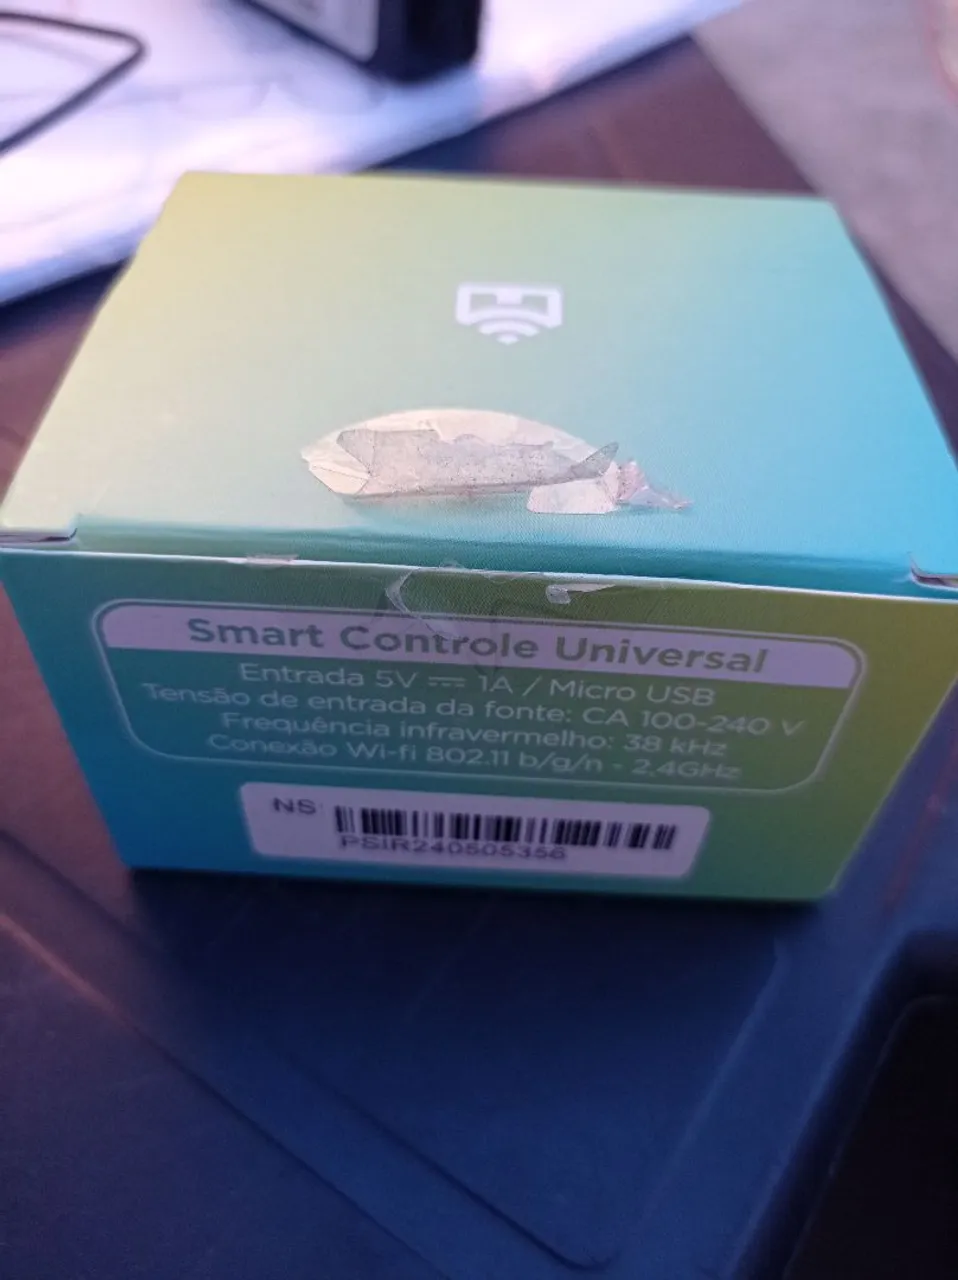 Smart Controle Universal
Entrada 5V ⎓ 1A / Micro USB
Tensão de entrada da fonte: CA 100-240 V
Frequência infravermelho: 38 kHz
Conexão Wi-fi 802.11 b/g/n - 2.4GHz
NS
PSIR240505356